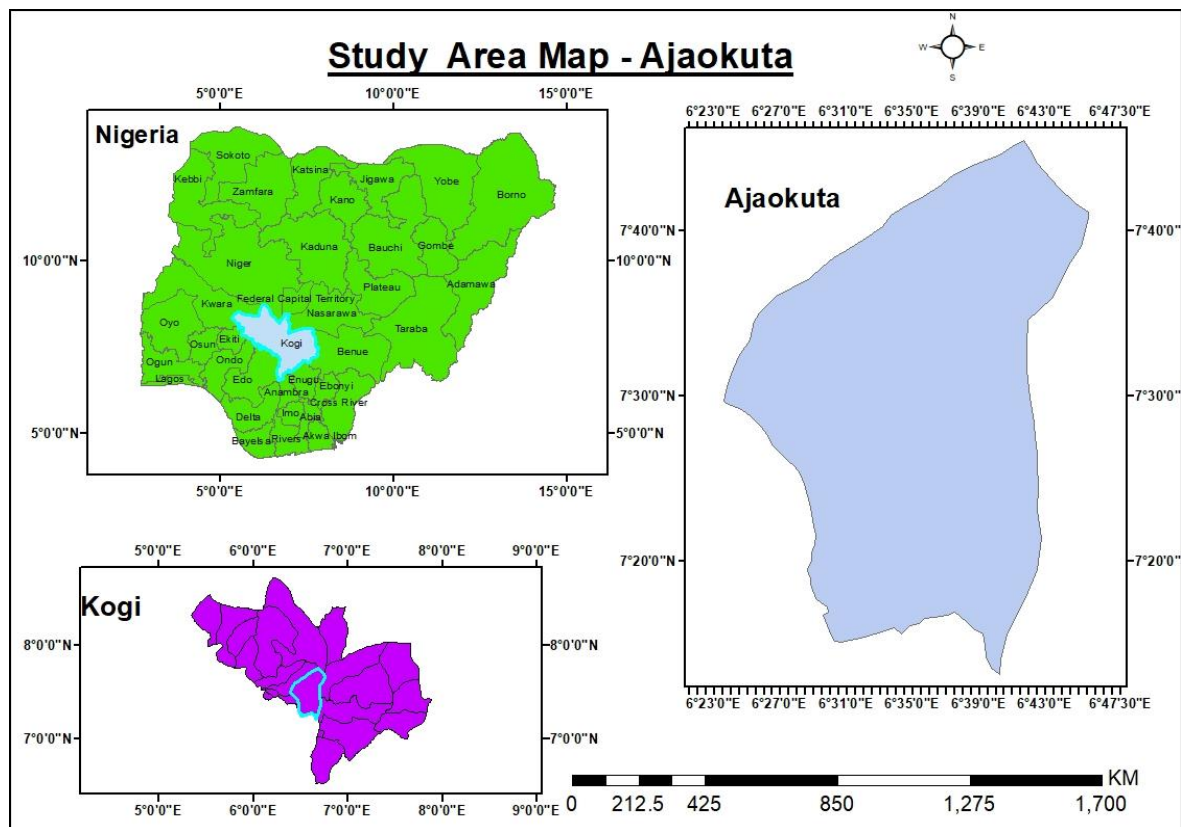 Study Area Map - Ajaokuta
N
W E
S
Nigeria
5°0'0"E 10°0'0"E 15°0'0"E
10°0'0"N 10°0'0"N
5°0'0"N 5°0'0"N
5°0'0"E 10°0'0"E 15°0'0"E
Sokoto
Kebbi
Zamfara
Katsina
Kano
Jigawa
Yobe
Borno
Kaduna
Bauchi
Gombe
Niger
Plateau
Adamawa
Federal Capital Territory
Kwara
Nasarawa
Oyo
Kogi
Taraba
Osun
Ekiti
Benue
Ogun
Ondo
Lagos
Edo
Enugu
Ebonyi
Anambra
Cross River
Delta
Imo
Abia
Bayelsa
Rivers
Akwa Ibom
Ajaokuta
6°23'0"E 6°27'0"E 6°31'0"E 6°35'0"E 6°39'0"E 6°43'0"E 6°47'3.0"E
7°40'0"N 7°40'0"N
7°30'0"N 7°30'0"N
7°20'0"N 7°20'0"N
6°23'0"E 6°27'0"E 6°31'0"E 6°35'0"E 6°39'0"E 6°43'0"E 6°47'3.0"E
Kogi
5°0'0"E 6°0'0"E 7°0'0"E 8°0'0"E 9°0'0"E
8°0'0"N 8°0'0"N
7°0'0"N 7°0'0"N
5°0'0"E 6°0'0"E 7°0'0"E 8°0'0"E 9°0'0"E
KM
0 212.5 425 850 1,275 1,700